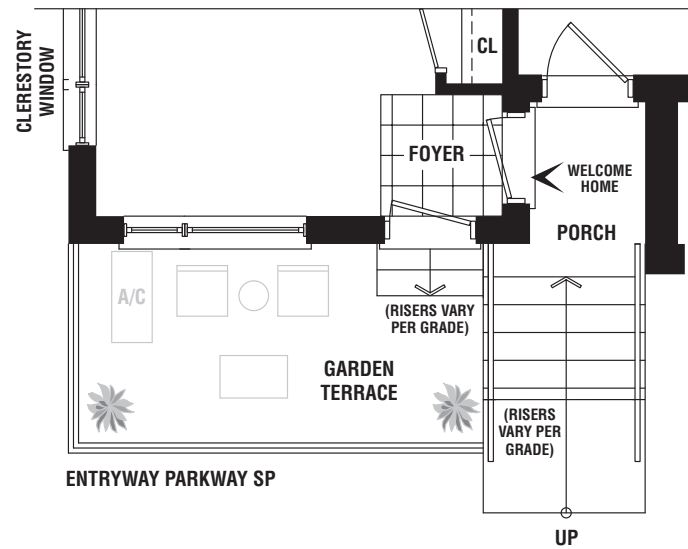 CLERESTORY
WINDOW
CL
FOYER
WELCOME
HOME
PORCH
A/C
(RISERS VARY
PER GRADE)
GARDEN
TERRACE
(RISERS
VARY PER
GRADE)
ENTRYWAY PARKWAY SP
UP